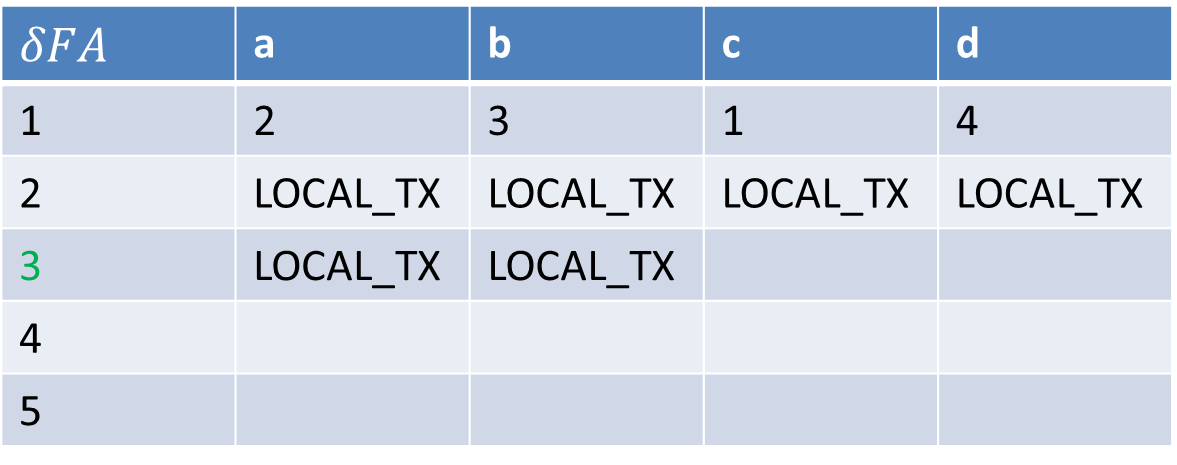 δFA a b c d
1 2 3 1 4
2 LOCAL_TX LOCAL_TX LOCAL_TX LOCAL_TX
3 LOCAL_TX LOCAL_TX
4
5